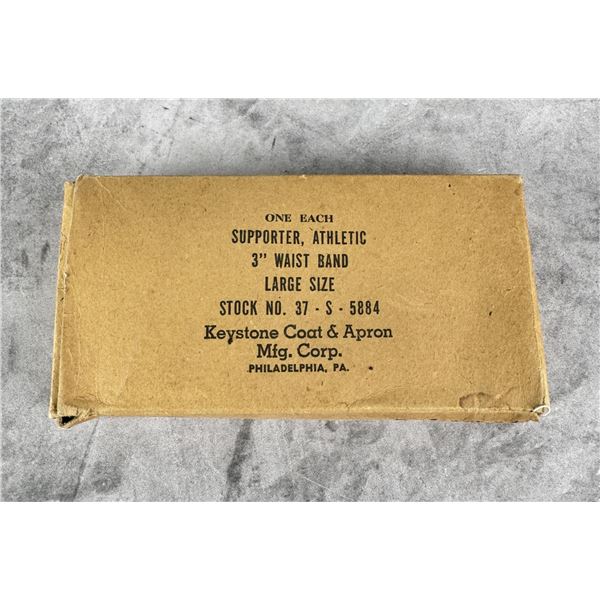 ONE EACH
SUPPORTER, ATHLETIC
3" WAIST BAND
LARGE SIZE
STOCK NO. 37 - S - 5884
Keystone Coat & Apron
Mfg. Corp.
PHILADELPHIA, PA.